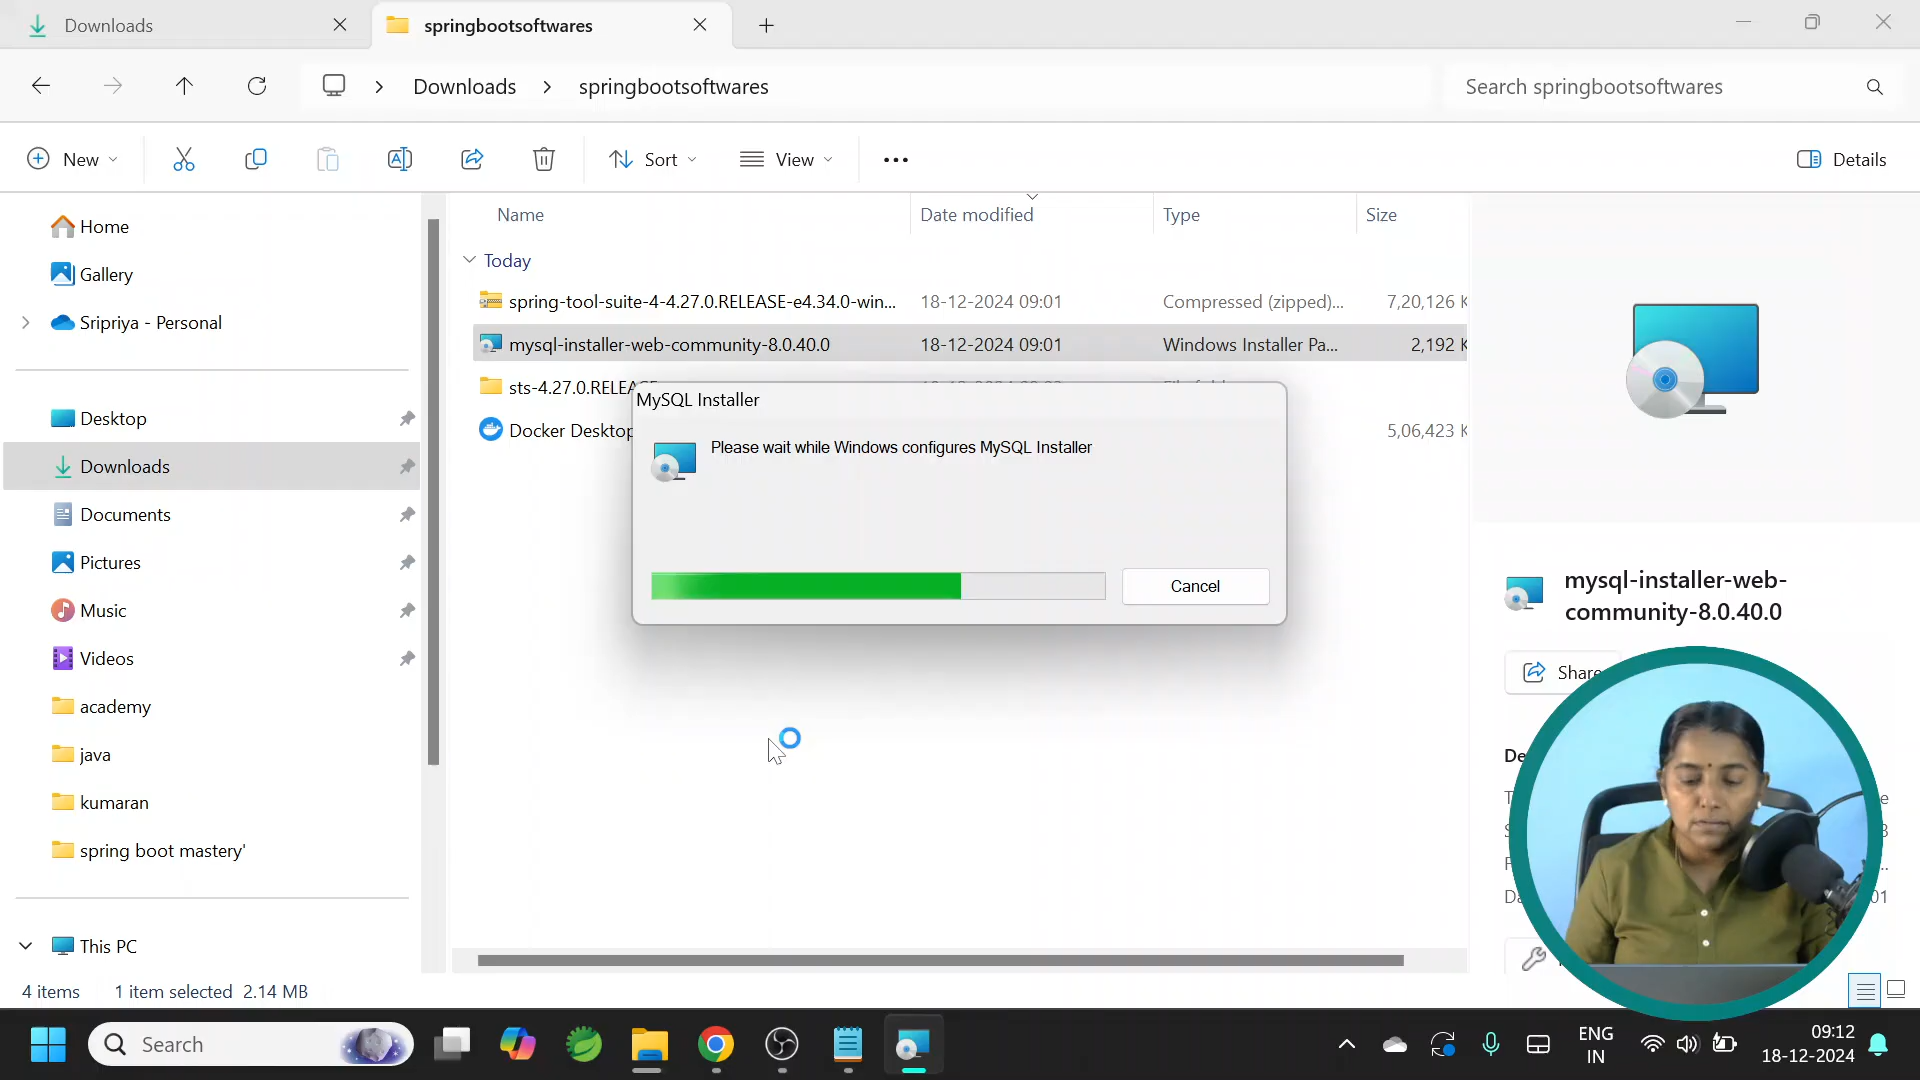 Downloads
springbootsoftwares
Downloads
springbootsoftwares
Search springbootsoftwares
New
Sort
View
Details
Name
Date modified
Type
Size
Home
Gallery
Sripriya - Personal
Desktop
Downloads
Documents
Pictures
Music
Videos
academy
java
kumaran
spring boot mastery'
This PC
Today
spring-tool-suite-4-4.27.0.RELEASE-e4.34.0-win... 18-12-2024 09:01 Compressed (zipped)... 7,20,126 K
mysql-installer-web-community-8.0.40.0 18-12-2024 09:01 Windows Installer Pa... 2,192 K
sts-4.27.0.RELEASE
Docker Desktop 5,06,423 K
MySQL Installer
Please wait while Windows configures MySQL Installer
Cancel
mysql-installer-web-
community-8.0.40.0
Share
4 items 1 item selected 2.14 MB
Search
ENG
IN
09:12
18-12-2024